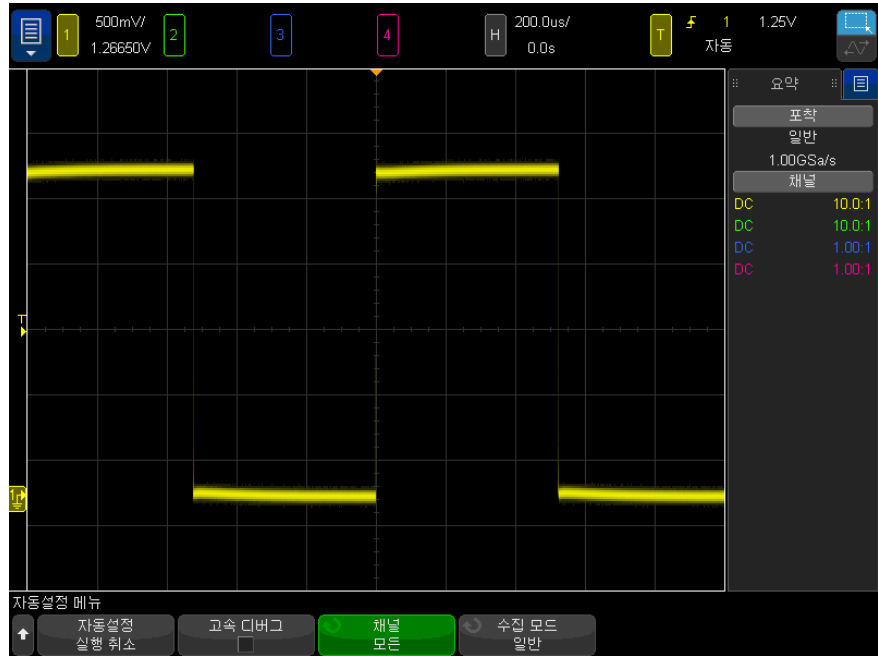 1 500mV/ 2 3 4 H 200.0us/ T 1 1.25V
1.26650V 0.0s 자동
요약
포착
일반
1.00GSa/s
채널
DC 10.0:1
DC 10.0:1
DC 1.00:1
DC 1.00:1
T
1
자동설정 메뉴
자동설정 고속 디버그 채널 수집 모드
실행 취소 모든 일반